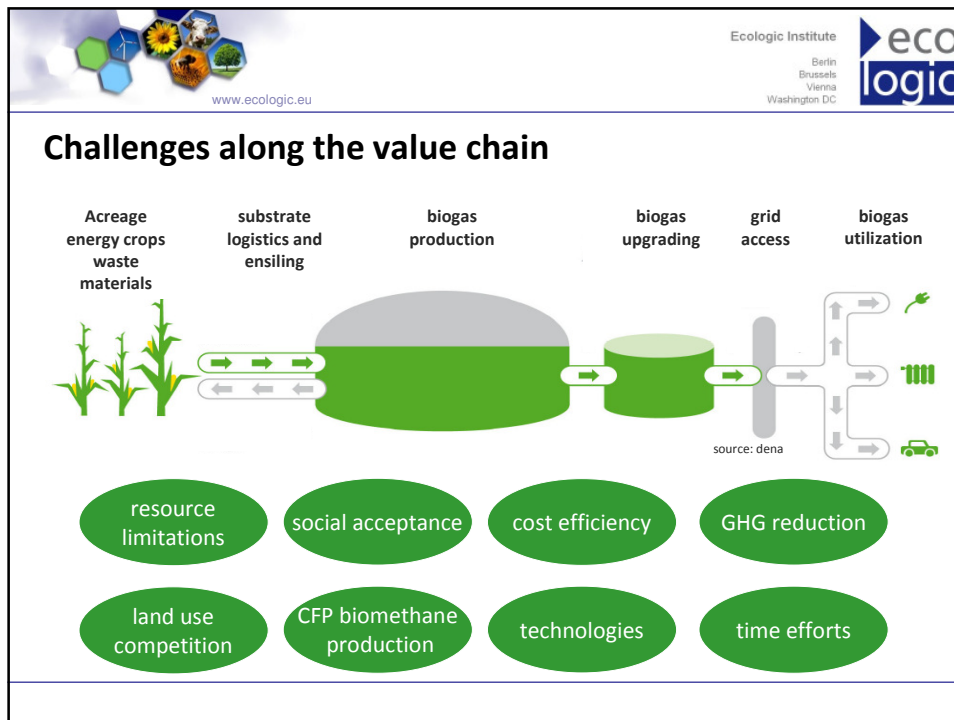 www.ecologic.eu
Ecologic Institute
Berlin
Brussels
Vienna
Washington DC
eco
logic
Challenges along the value chain
Acreage
energy crops
waste
materials
substrate
logistics and
ensiling
biogas
production
biogas
upgrading
grid
access
biogas
utilization
source: dena
resource
limitations
social acceptance
cost efficiency
GHG reduction
land use
competition
CFP biomethane
production
technologies
time efforts